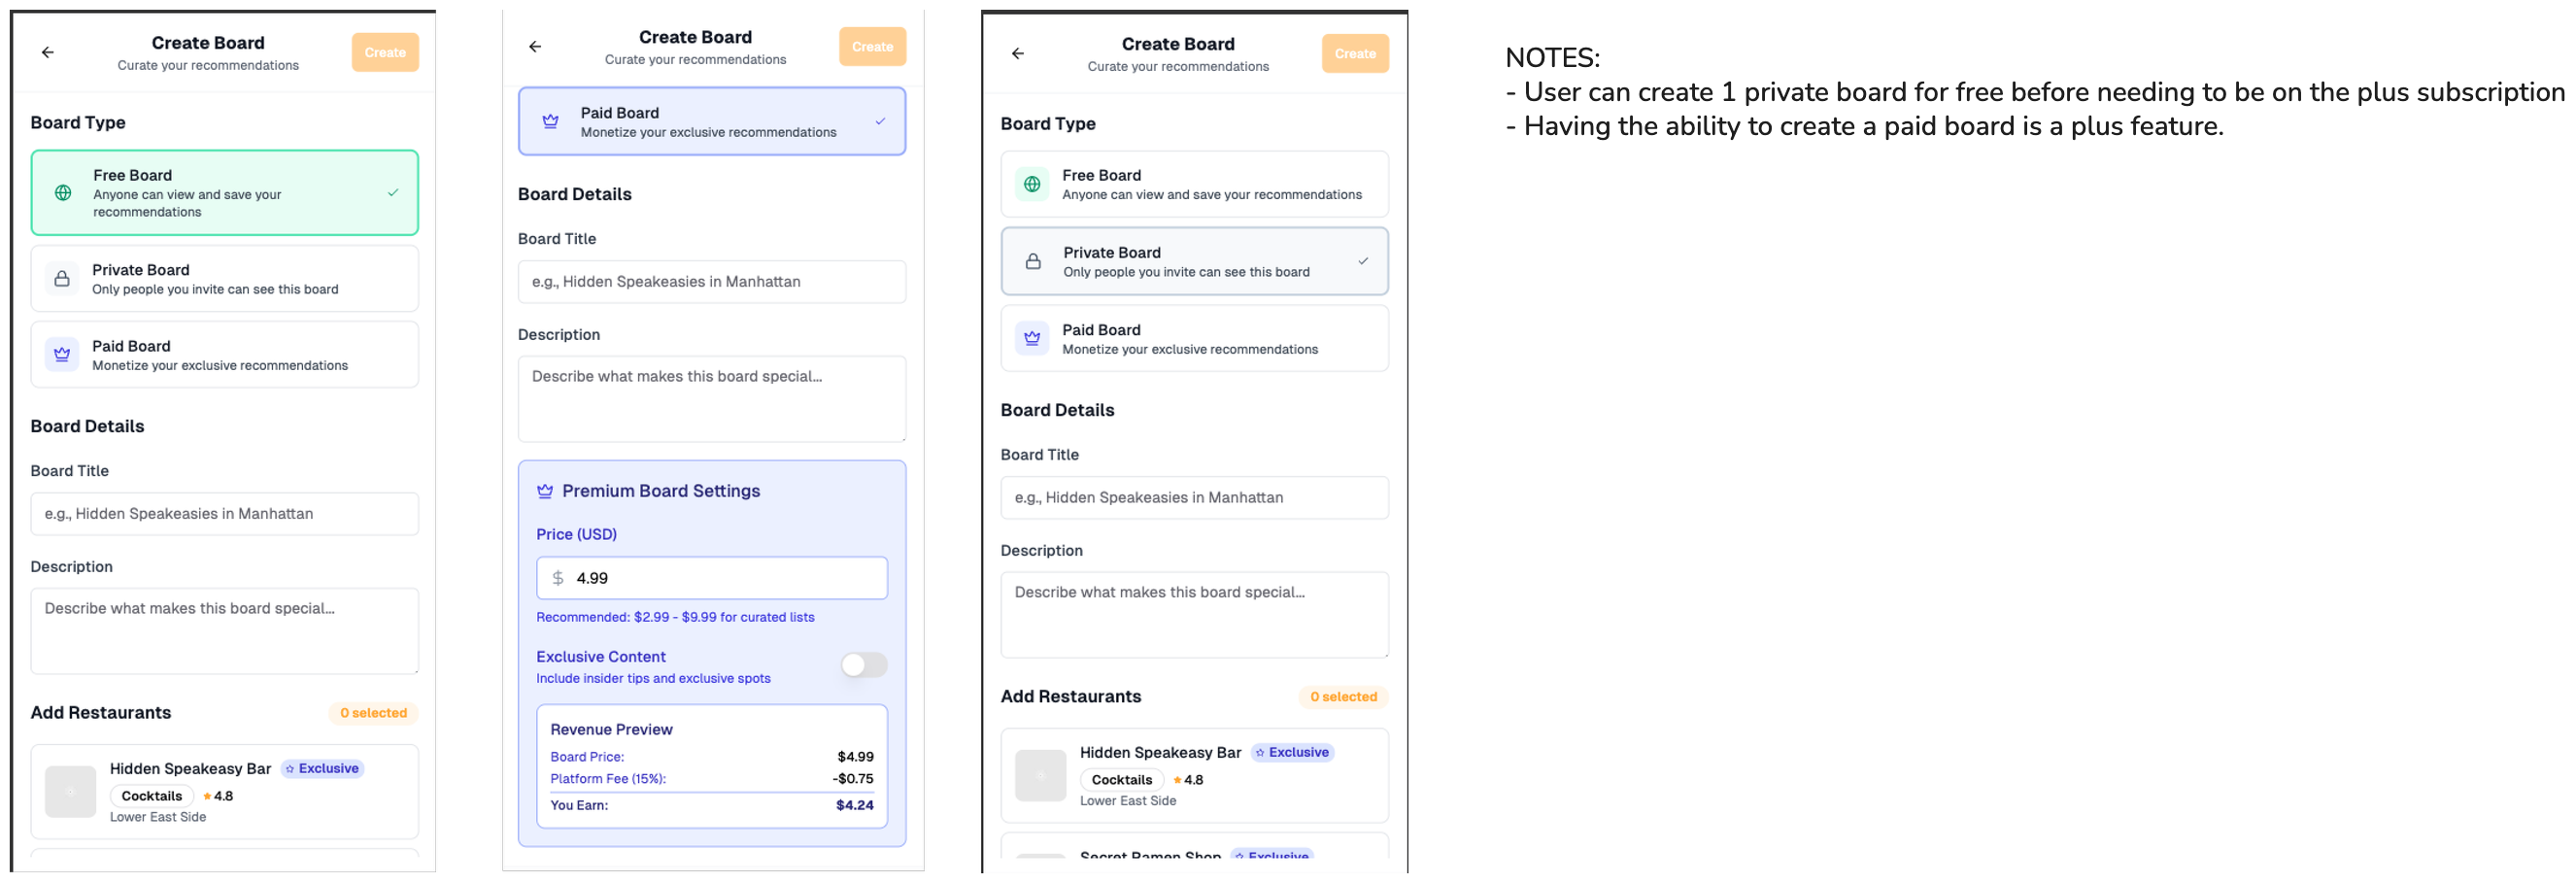 Create Board
Curate your recommendations
Create
Board Type
Free Board
Anyone can view and save your
recommendations
Private Board
Only people you invite can see this board
Paid Board
Monetize your exclusive recommendations
Board Details
Board Title
e.g., Hidden Speakeasies in Manhattan
Description
Describe what makes this board special...
Add Restaurants
0 selected
Hidden Speakeasy Bar
Exclusive
Cocktails
4.8
Lower East Side
Create Board
Curate your recommendations
Create
Paid Board
Monetize your exclusive recommendations
Board Details
Board Title
e.g., Hidden Speakeasies in Manhattan
Description
Describe what makes this board special...
Premium Board Settings
Price (USD)
$ 4.99
Recommended: $2.99 - $9.99 for curated lists
Exclusive Content
Include insider tips and exclusive spots
Revenue Preview
Board Price: $4.99
Platform Fee (15%): -$0.75
You Earn: $4.24
Create Board
Curate your recommendations
Create
Board Type
Free Board
Anyone can view and save your recommendations
Private Board
Only people you invite can see this board
Paid Board
Monetize your exclusive recommendations
Board Details
Board Title
e.g., Hidden Speakeasies in Manhattan
Description
Describe what makes this board special...
Add Restaurants
0 selected
Hidden Speakeasy Bar
Exclusive
Cocktails
4.8
Lower East Side
Secret Ramen Shop
Exclusive
NOTES:
- User can create 1 private board for free before needing to be on the plus subscription
- Having the ability to create a paid board is a plus feature.